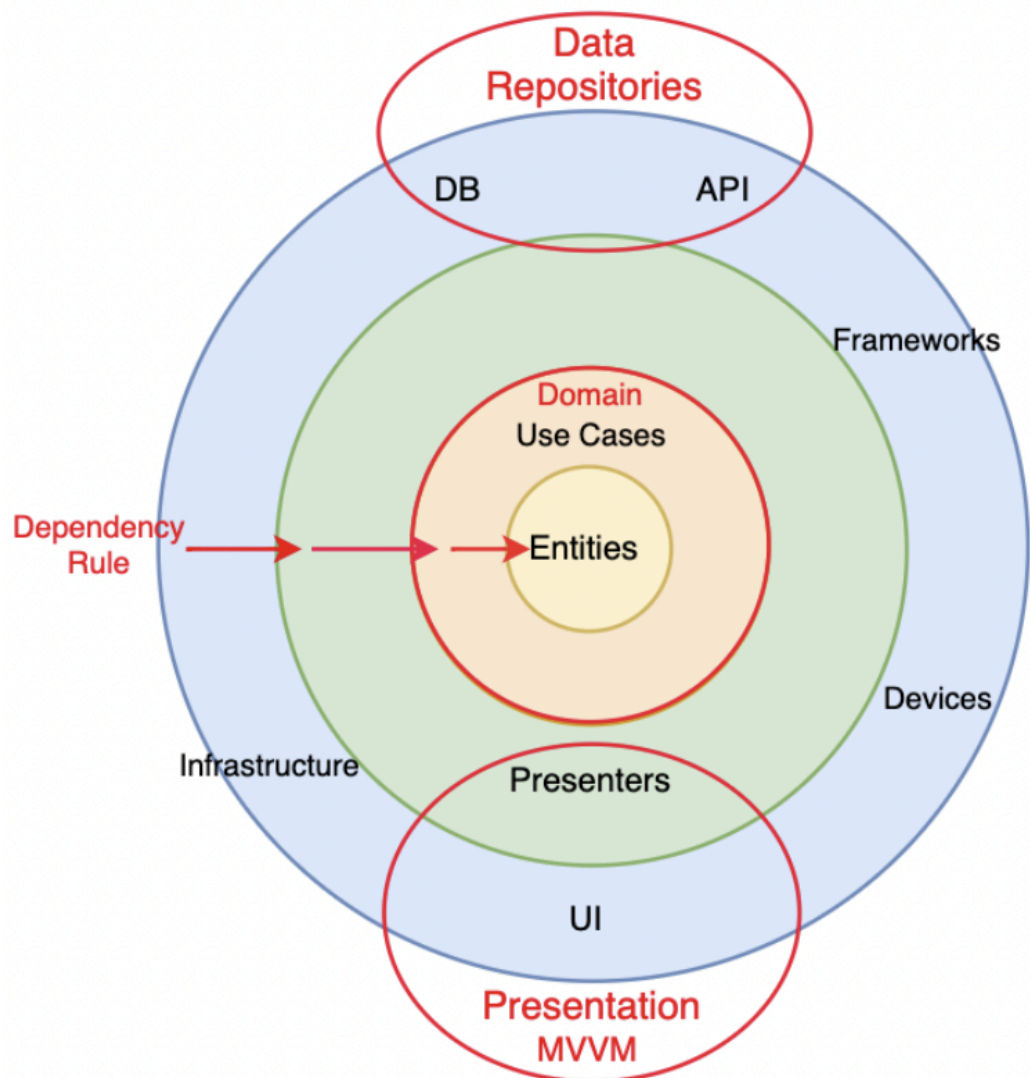 Data
Repositories
DB
API
Frameworks
Domain
Use Cases
Dependency
Rule
Entities
Devices
Infrastructure
Presenters
UI
Presentation
MVVM